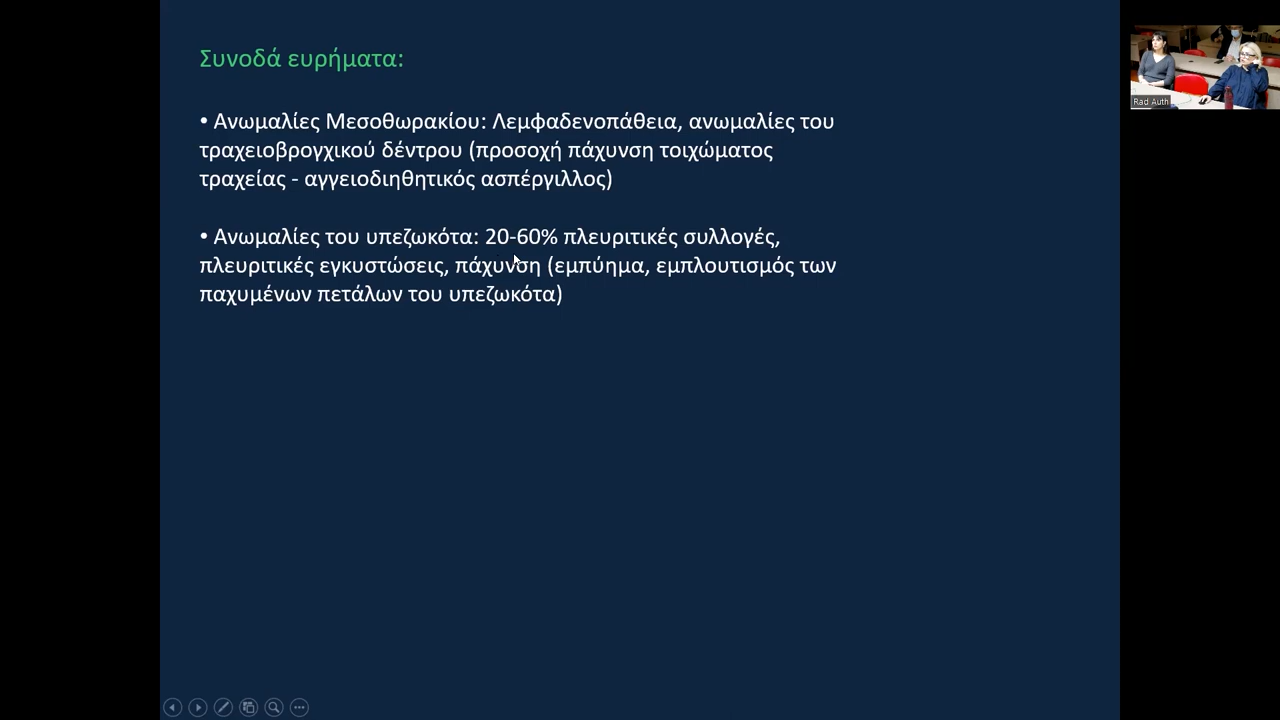 Συνοδά ευρήματα:
• Ανωμαλίες Μεσοθωρακίου: Λεμφαδενοπάθεια, ανωμαλίες του
τραχειοβρογχικού δέντρου (προσοχή πάχυνση τοιχώματος
τραχείας - αγγειοδιηθητικός ασπέργιλλος)
• Ανωμαλίες του υπεζωκότα: 20-60% πλευριτικές συλλογές,
πλευριτικές εγκυστώσεις, πάχυνση (εμπύημα, εμπλουτισμός των
παχυμένων πετάλων του υπεζωκότα)
Rad Auth